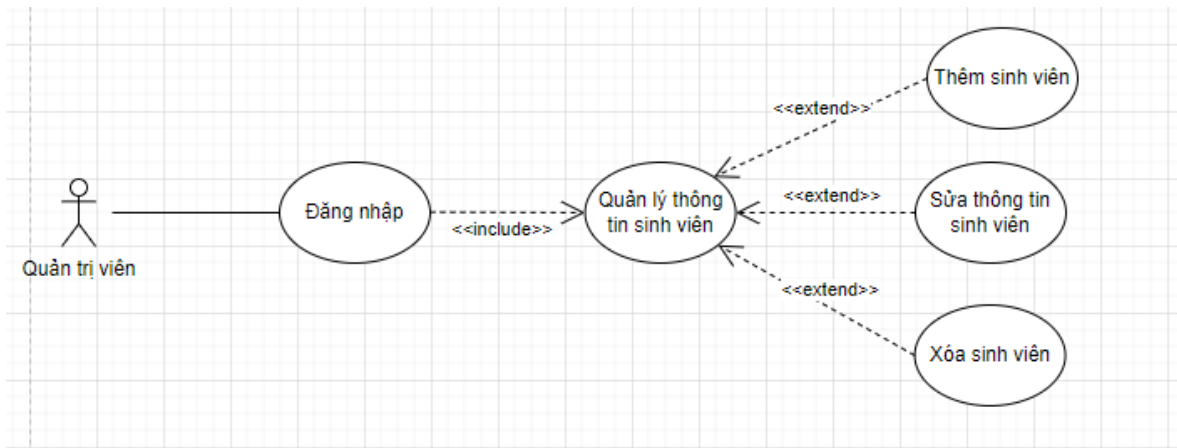 Thêm sinh viên
<<extend>>
Quản lý thông
tin sinh viên
<<extend>>
Sửa thông tin
sinh viên
Đăng nhập
<<include>>
Quản trị viên
<<extend>>
Xóa sinh viên